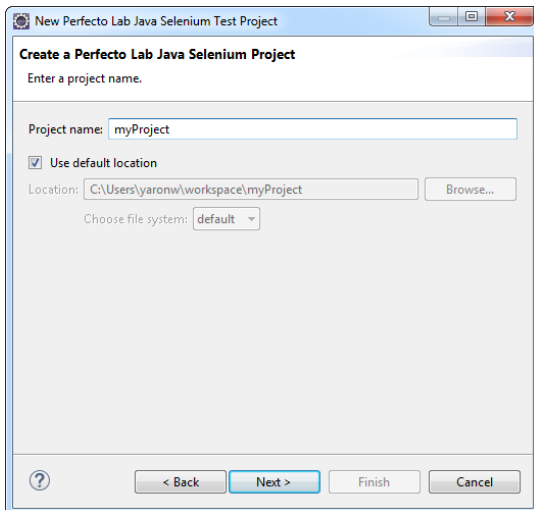 New Perfecto Lab Java Selenium Test Project
Create a Perfecto Lab Java Selenium Project
Enter a project name.
Project name: myProject
Use default location
Location: C:\Users\yaronw\workspace\myProject Browse...
Choose file system: default
? < Back Next > Finish Cancel